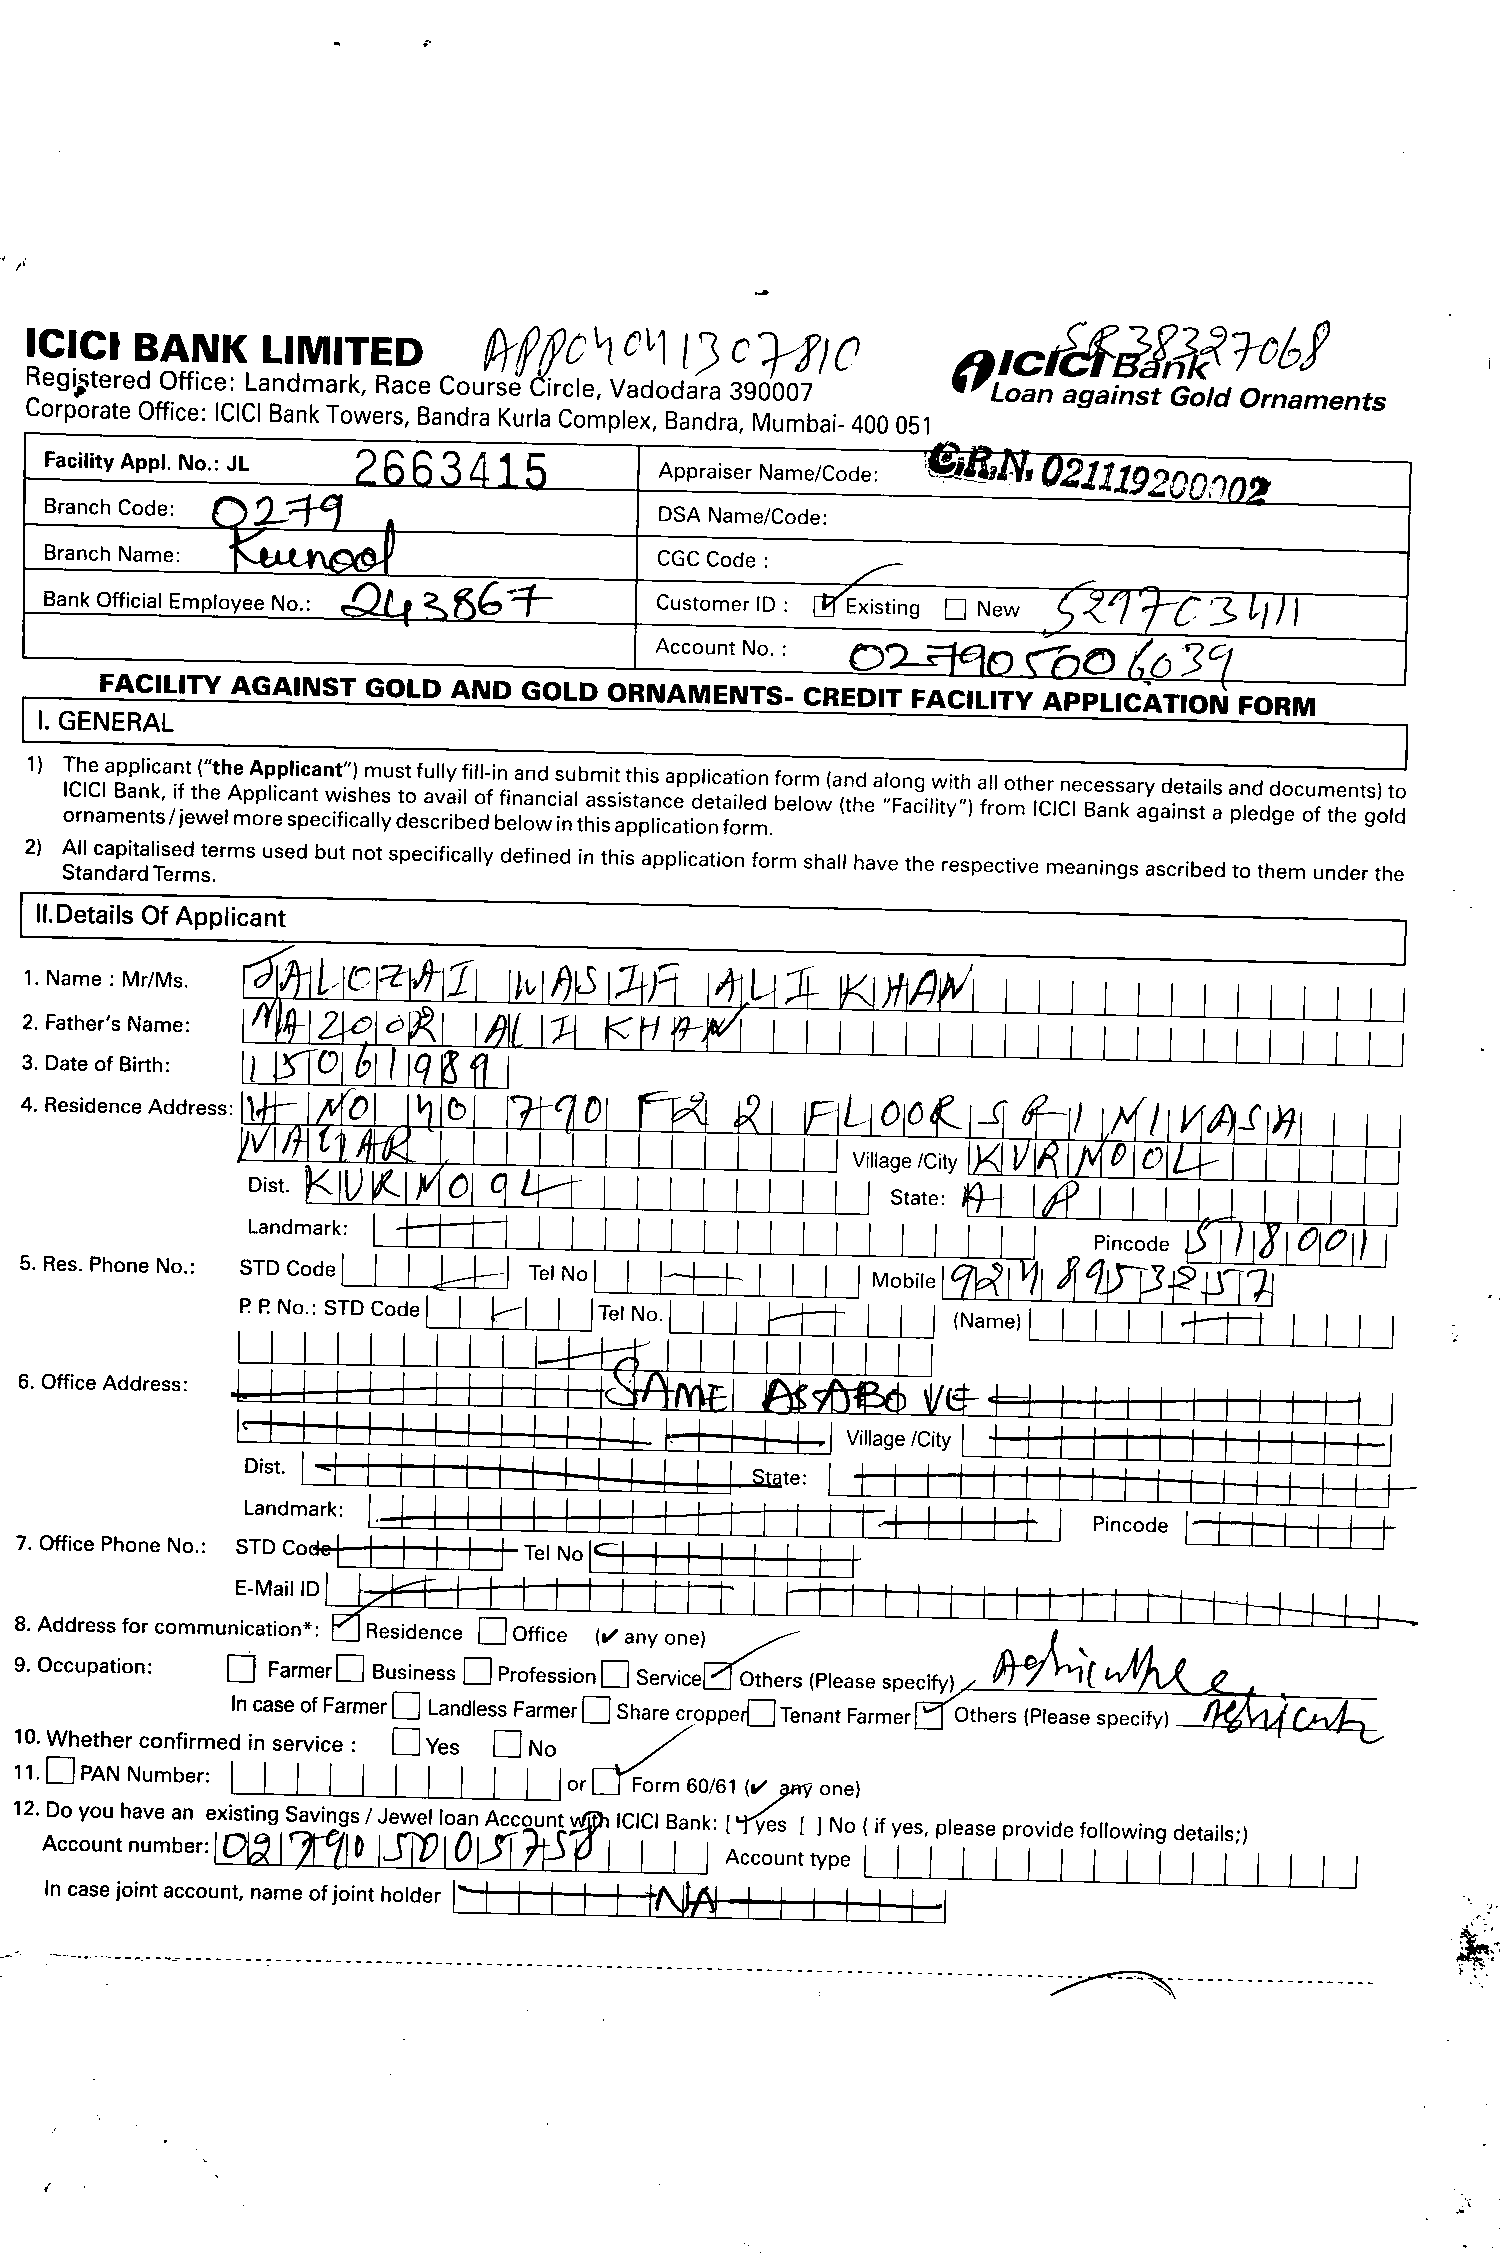 ICICI BANK LIMITED APP04041307810 SR38327068
Registered Office: Landmark, Race Course Circle, Vadodara 390007
ICICI Bank
Corporate Office: ICICI Bank Towers, Bandra Kurla Complex, Bandra, Mumbai- 400 051
Loan against Gold Ornaments
Facility Appl. No.: JL 2663415 Appraiser Name/Code: C.R.N. 021119200002
Branch Code: 0279 DSA Name/Code:
Branch Name: Kurnool CGC Code :
Bank Official Employee No.: 243867 Customer ID : Existing New 529703411
Account No. : 027905006039
FACILITY AGAINST GOLD AND GOLD ORNAMENTS- CREDIT FACILITY APPLICATION FORM
I. GENERAL
1) The applicant ("the Applicant") must fully fill-in and submit this application form (and along with all other necessary details and documents) to
ICICI Bank, if the Applicant wishes to avail of financial assistance detailed below (the "Facility") from ICICI Bank against a pledge of the gold
ornaments/jewel more specifically described below in this application form.
2) All capitalised terms used but not specifically defined in this application form shall have the respective meanings ascribed to them under the
Standard Terms.
II.Details Of Applicant
1. Name : Mr/Ms. JALOZAI WASIF ALI KHAN
2. Father's Name: MAZOOR ALI KHAN
3. Date of Birth: 15061989
4. Residence Address: H NO 40 790 F2 2 FLOOR SRINIVASA
NAGAR Village /City KURNOOL
Dist. KURNOOL State: A P
Landmark: Pincode 518001
5. Res. Phone No.: STD Code Tel No Mobile 9248953257
P. P. No.: STD Code Tel No. (Name)
6. Office Address: SAME AS ABOVE
Village /City
Dist. State:
Landmark: Pincode
7. Office Phone No.: STD Code Tel No
E-Mail ID
8. Address for communication*: Residence Office (✔ any one)
9. Occupation: Farmer Business Profession Service Others (Please specify) Agriculture
In case of Farmer Landless Farmer Share cropper Tenant Farmer Others (Please specify)
10. Whether confirmed in service : Yes No
11. PAN Number: or Form 60/61 (✔ any one)
12. Do you have an existing Savings / Jewel loan Account with ICICI Bank: [ ] yes [ ] No ( if yes, please provide following details;)
Account number: 027905005758 Account type
In case joint account, name of joint holder NA